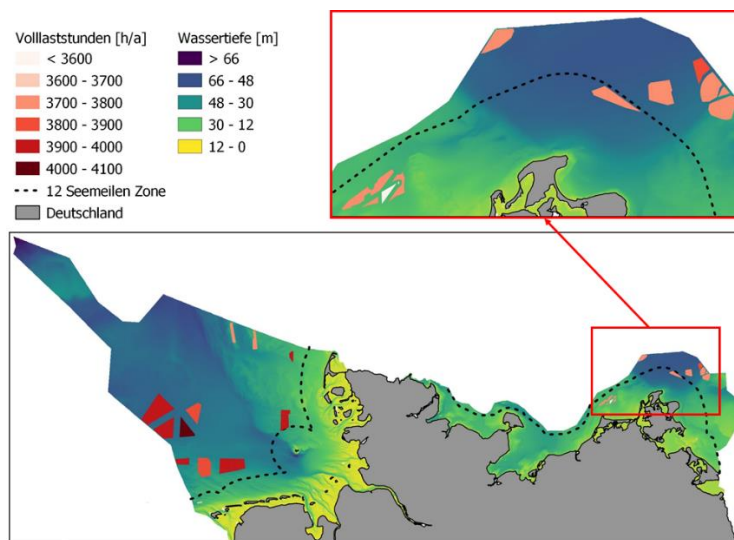 Volllaststunden [h/a]
< 3600
3600 - 3700
3700 - 3800
3800 - 3900
3900 - 4000
4000 - 4100
12 Seemeilen Zone
Deutschland
Wassertiefe [m]
> 66
66 - 48
48 - 30
30 - 12
12 - 0